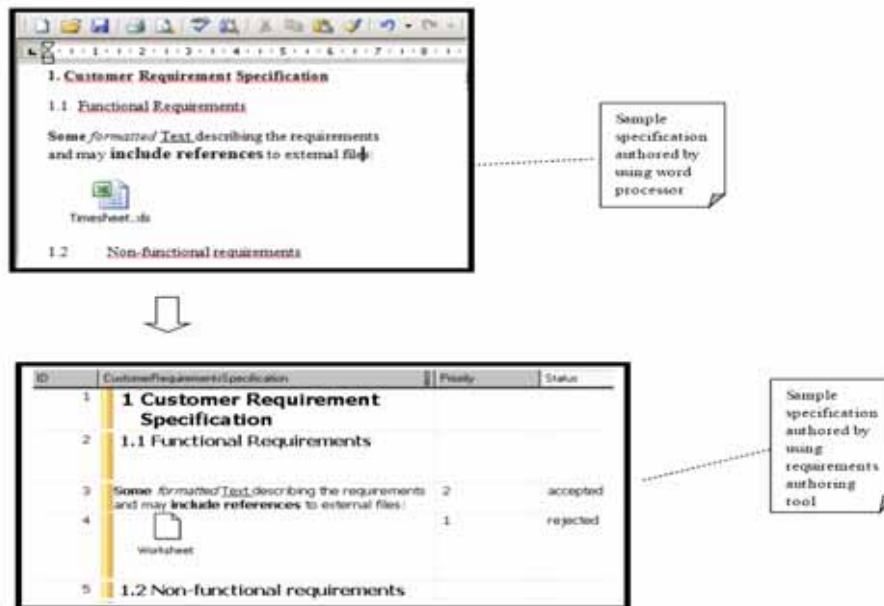 1. Customer Requirement Specification
1.1 Functional Requirements
Some formatted Text describing the requirements
and may include references to external files:
Timesheet..xls
1.2 Non-functional requirements
Sample
specification
authored by
using word
processor
ID CustomerRequirementsSpecification Priority Status
1 1 Customer Requirement
Specification
2 1.1 Functional Requirements
3 Some formatted Text describing the requirements 2 accepted
and may include references to external files:
4 1 rejected
Worksheet
5 1.2 Non-functional requirements
Sample
specification
authored by
using
requirements
authoring
tool